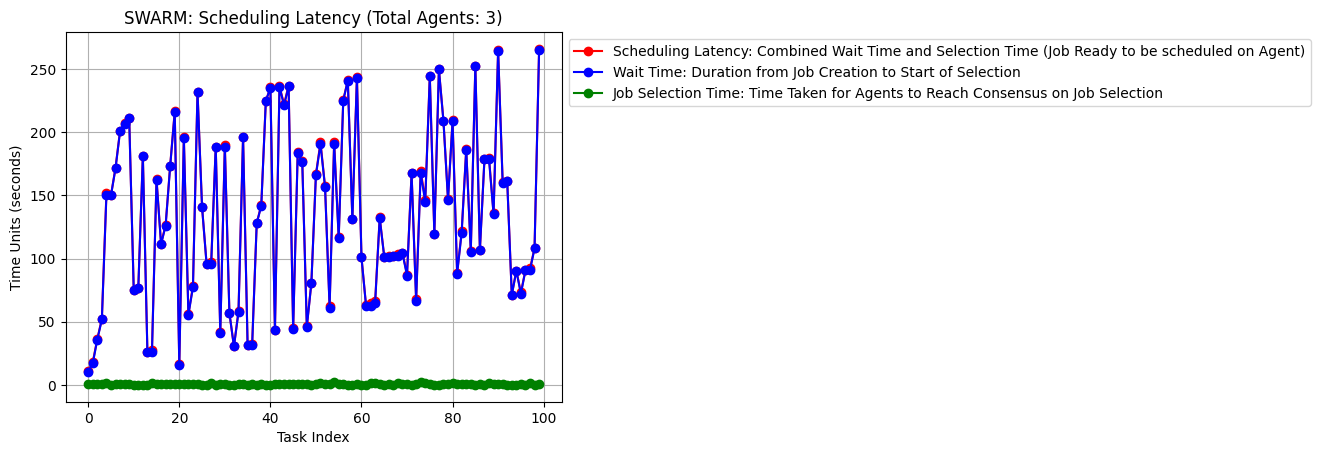 SWARM: Scheduling Latency (Total Agents: 3)
Scheduling Latency: Combined Wait Time and Selection Time (Job Ready to be scheduled on Agent)
Wait Time: Duration from Job Creation to Start of Selection
Job Selection Time: Time Taken for Agents to Reach Consensus on Job Selection
Time Units (seconds)
250
200
150
100
50
0
0 20 40 60 80 100
Task Index